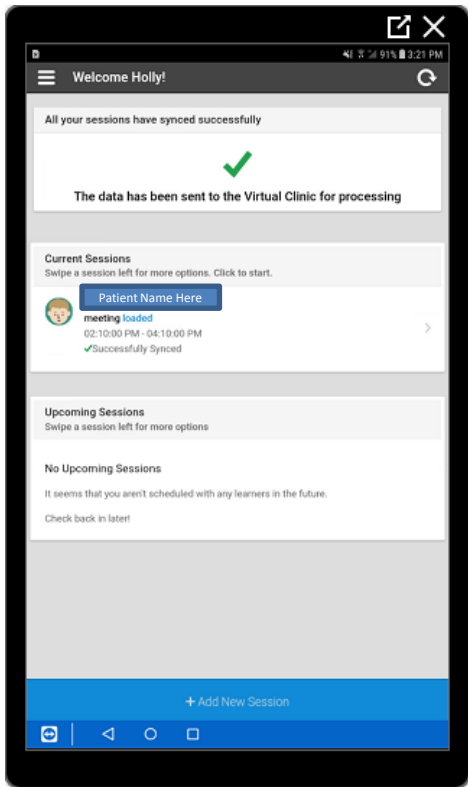 91% 3:21 PM
Welcome Holly!
All your sessions have synced successfully
The data has been sent to the Virtual Clinic for processing
Current Sessions
Swipe a session left for more options. Click to start.
Patient Name Here
meeting loaded
02:10:00 PM - 04:10:00 PM
Successfully Synced
Upcoming Sessions
Swipe a session left for more options
No Upcoming Sessions
It seems that you aren't scheduled with any learners in the future.
Check back in later!
+ Add New Session